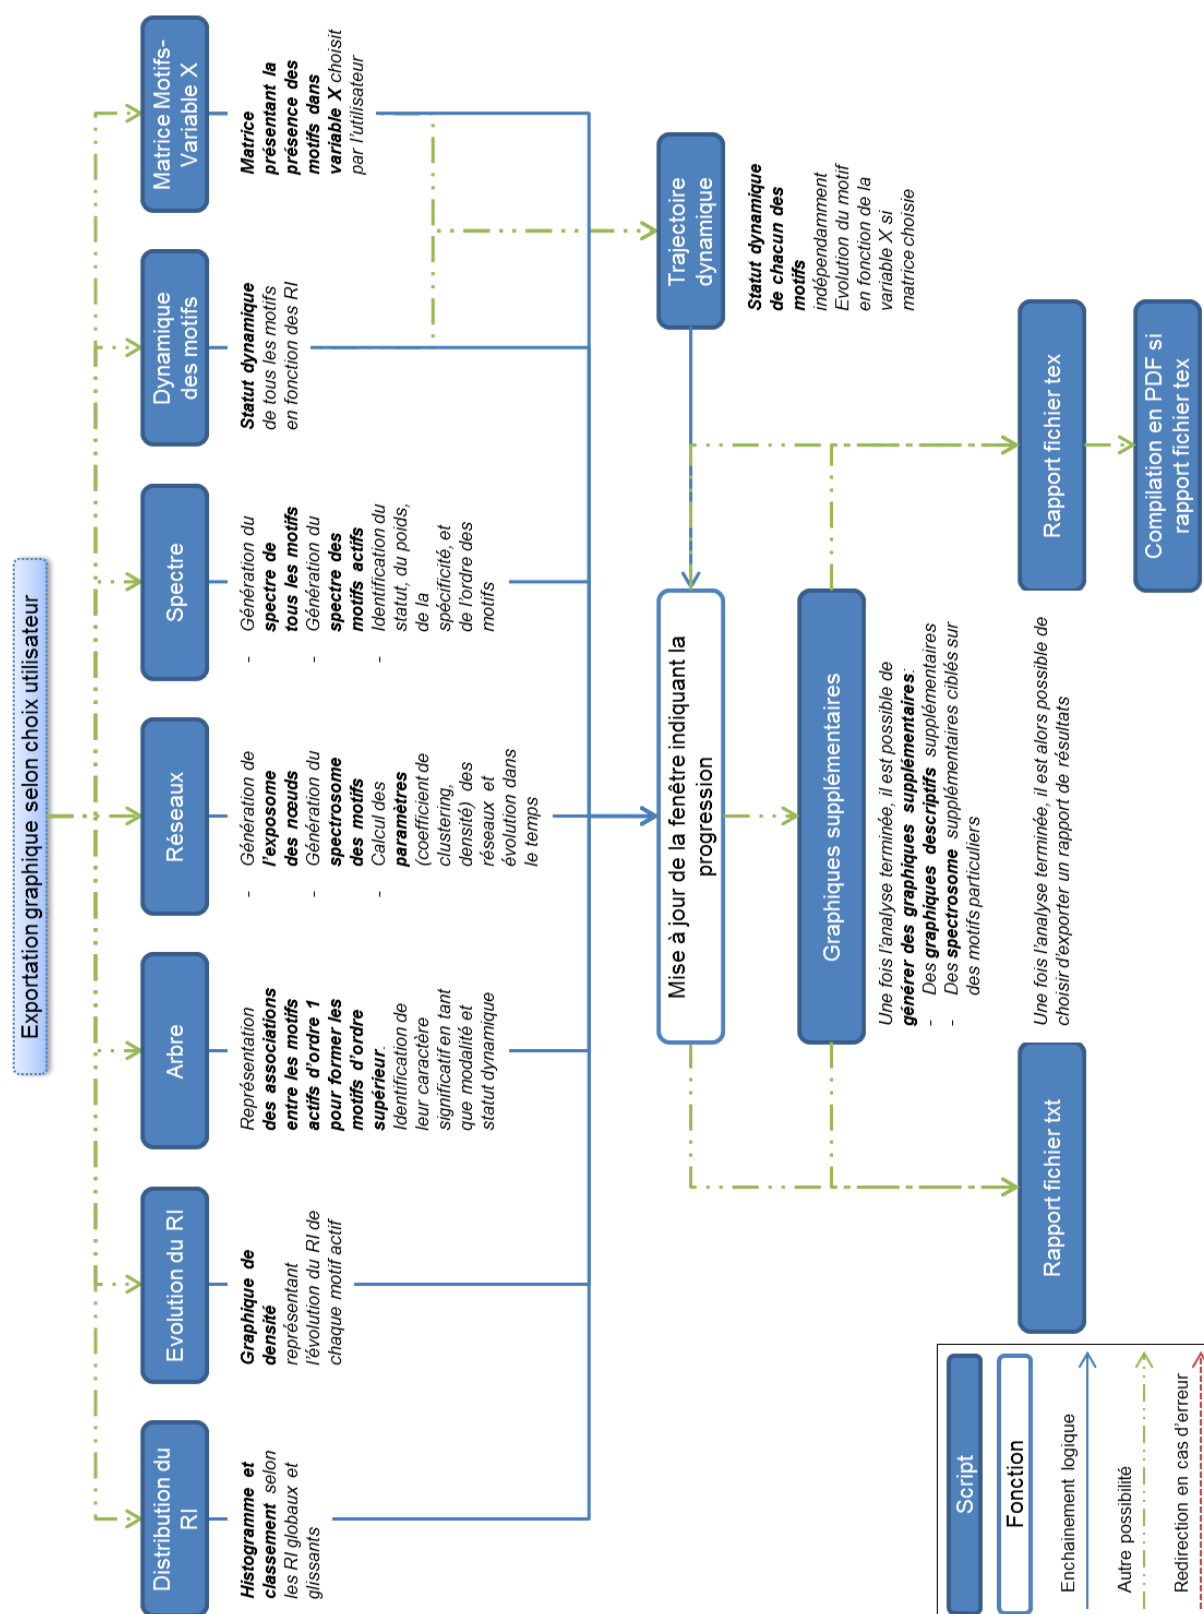 Exportation graphique selon choix utilisateur
Distribution du
RI
Histogramme et
classement selon
les RI globaux et
glissants
Evolution du RI
Graphique de
densité
représentant
l'évolution du RI de
chaque motif actif
Arbre
Représentation
des associations
entre les motifs
actifs d'ordre 1
pour former les
motifs d'ordre
supérieur.
Identification de
leur caractère
significatif en tant
que modalité et
statut dynamique
Réseaux
- Génération de
l'exposome
des nœuds
- Génération du
spectrosome
des motifs
- Calcul des
paramètres
(coefficient de
clustering,
densité) des
réseaux et
évolution dans
le temps
Spectre
- Génération du
spectre de
tous les motifs
- Génération du
spectre des
motifs actifs
- Identification du
statut, du poids,
de la
spécificité, et
de l'ordre des
motifs
Dynamique
des motifs
Statut dynamique
de tous les motifs
en fonction des RI
Matrice Motifs-
Variable X
Matrice
présentant la
présence des
motifs dans
variable X choisit
par l'utilisateur
Mise à jour de la fenêtre indiquant la
progression
Trajectoire
dynamique
Statut dynamique
de chacun des
motifs
indépendamment
Evolution du motif
en fonction de la
variable X si
matrice choisie
Graphiques supplémentaires
Une fois l'analyse terminée, il est possible de
générer des graphiques supplémentaires:
- Des graphiques descriptifs supplémentaires
- Des spectrosome supplémentaires ciblés sur
des motifs particuliers
Rapport fichier txt
Une fois l'analyse terminée, il est alors possible de
choisir d'exporter un rapport de résultats
Rapport fichier tex
Compilation en PDF si
rapport fichier tex
Script
Fonction
Enchainement logique
Autre possibilité
Redirection en cas d'erreur